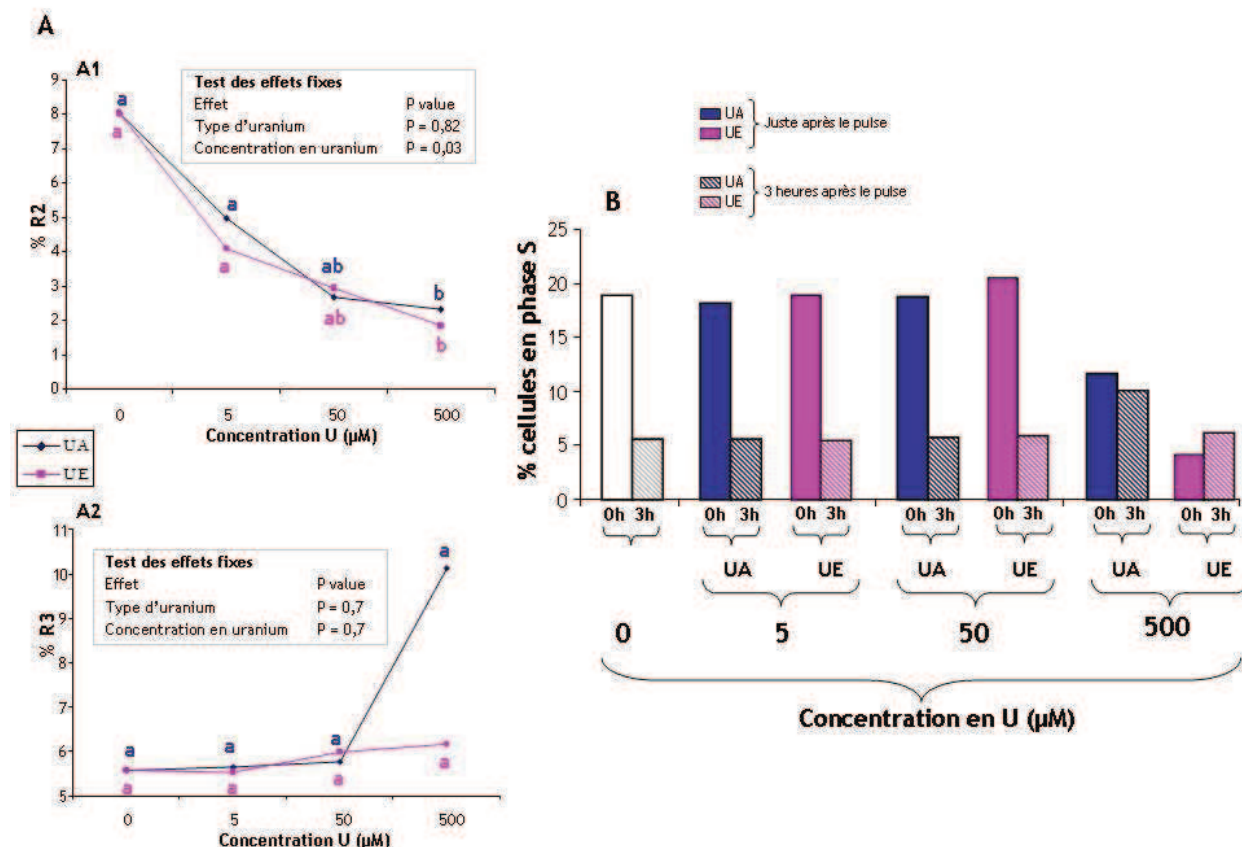 A
A1
Test des effets fixes
Effet P value
Type d'uranium P = 0,82
Concentration en uranium P = 0,03
9
8
7
6
5
4
3
2
1
0
% R2
a
a
a
a
ab
ab
b
b
0 5 50 500
Concentration U (µM)
UA
UE
A2
Test des effets fixes
Effet P value
Type d'uranium P = 0,7
Concentration en uranium P = 0,7
11
10
9
8
7
6
5
% R3
a
a
a
a
a
a
a
a
0 5 50 500
Concentration U (µM)
UA
UE
Juste après le pulse
UA
UE
3 heures après le pulse
B
25
20
15
10
5
0
% cellules en phase S
0h 3h 0h 3h 0h 3h 0h 3h 0h 3h 0h 3h 0h 3h
UA UE UA UE UA UE
0 5 50 500
Concentration en U (µM)